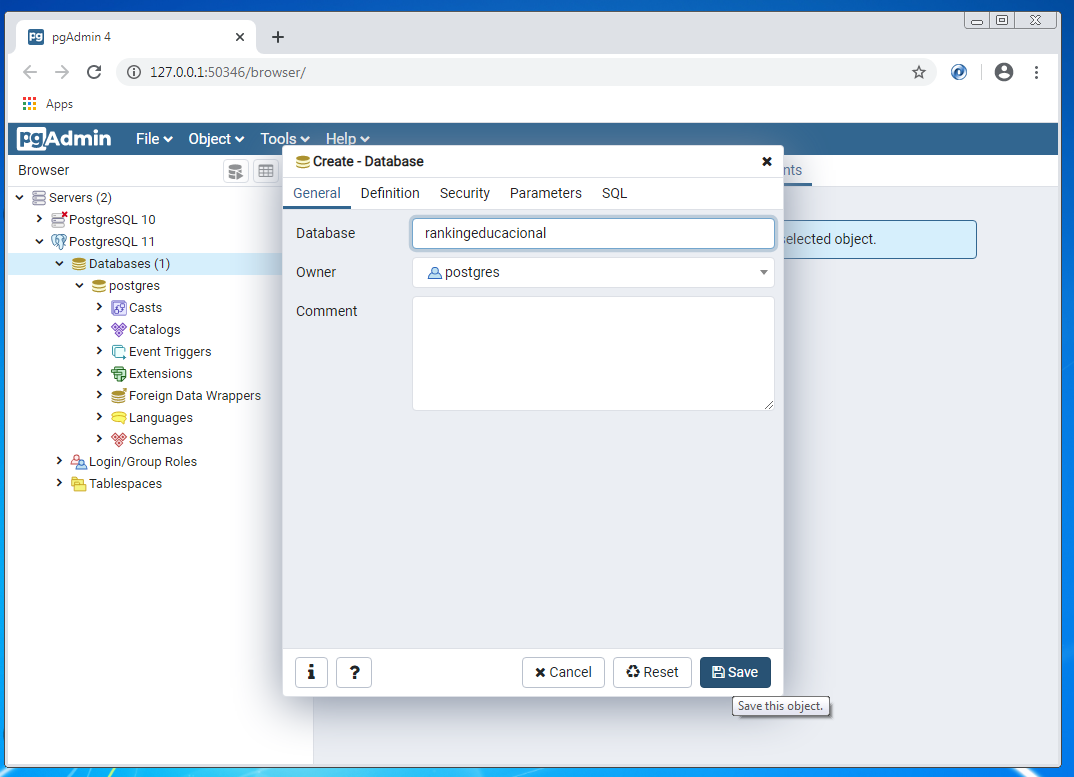 pgAdmin 4
127.0.0.1:50346/browser/
Apps
pgAdmin File Object Tools Help
Browser
Create - Database
nts
General Definition Security Parameters SQL
Servers (2)
PostgreSQL 10
PostgreSQL 11
Databases (1)
postgres
Casts
Catalogs
Event Triggers
Extensions
Foreign Data Wrappers
Languages
Schemas
Login/Group Roles
Tablespaces
Database rankingeducacional
Owner postgres
Comment
selected object.
i ? Cancel Reset Save
Save this object.